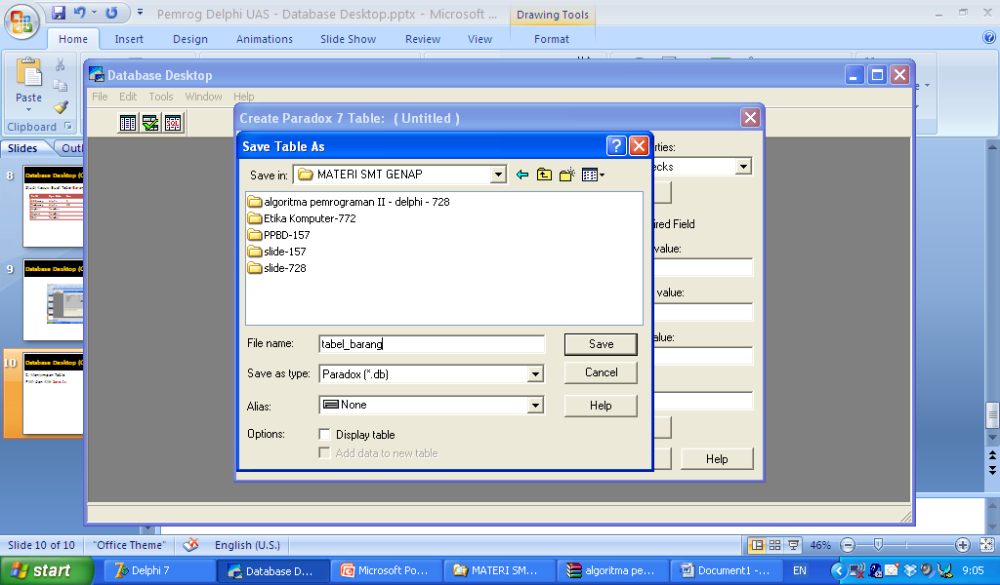 Pemrog Delphi UAS - Database Desktop.pptx - Microsoft ...
Drawing Tools
Home
Insert
Design
Animations
Slide Show
Review
View
Format
Paste
Clipboard
Slides
Outl
Database Desktop
File Edit Tools Window Help
Create Paradox 7 Table: ( Untitled )
Save Table As
Save in:
MATERI SMT GENAP
algoritma pemrograman II - delphi - 728
Etika Komputer-772
PPBD-157
slide-157
slide-728
File name:
tabel_barang
Save
Save as type:
Paradox (*.db)
Cancel
Alias:
None
Help
Options:
Display table
Add data to new table
rties:
cks
ired Field
value:
value:
alue:
Help
8
Database Desktop (
9
Database Desktop (
10
Database Desktop (
Slide 10 of 10
"Office Theme"
English (U.S.)
46%
start
Delphi 7
Database D...
Microsoft Po...
MATERI SM...
algoritma pe...
Document1 - ...
EN
9:05